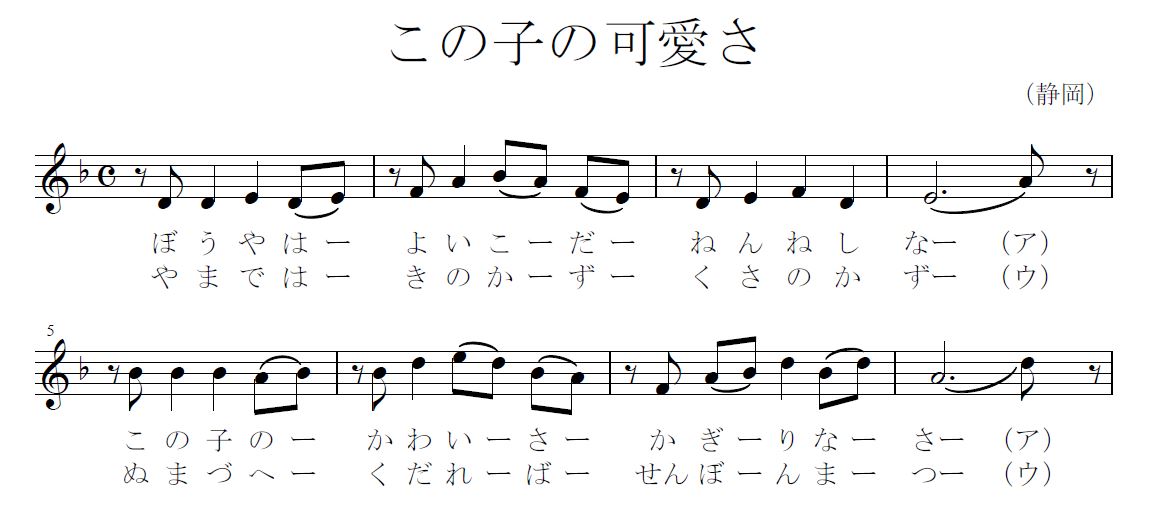 この子の可愛さ
（静岡）
ぼうやはー よいこーだー ねんねし なー （ア）
やまではー きのかーずー くさのか ずー （ウ）
5
この子のー かわいーさー かぎーりなー さー （ア）
ぬまづへー くだれーばー せんぼーんまー つー （ウ）